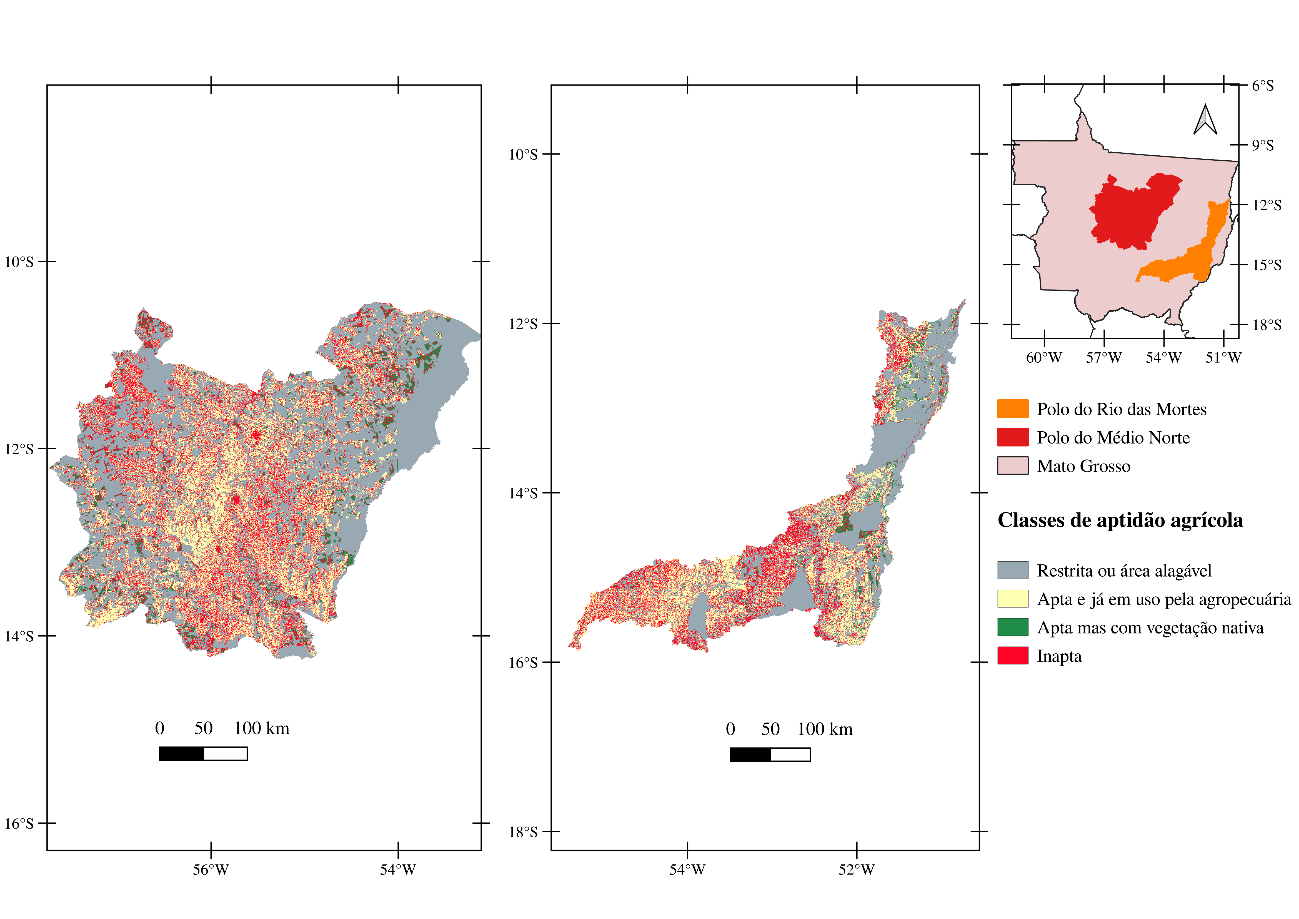 10°S
12°S
14°S
16°S
56°W
54°W
0 50 100 km
10°S
12°S
14°S
16°S
18°S
54°W
52°W
0 50 100 km
6°S
9°S
12°S
15°S
18°S
60°W 57°W 54°W 51°W
Polo do Rio das Mortes
Polo do Médio Norte
Mato Grosso
Classes de aptidão agrícola
Restrita ou área alagável
Apta e já em uso pela agropecuária
Apta mas com vegetação nativa
Inapta